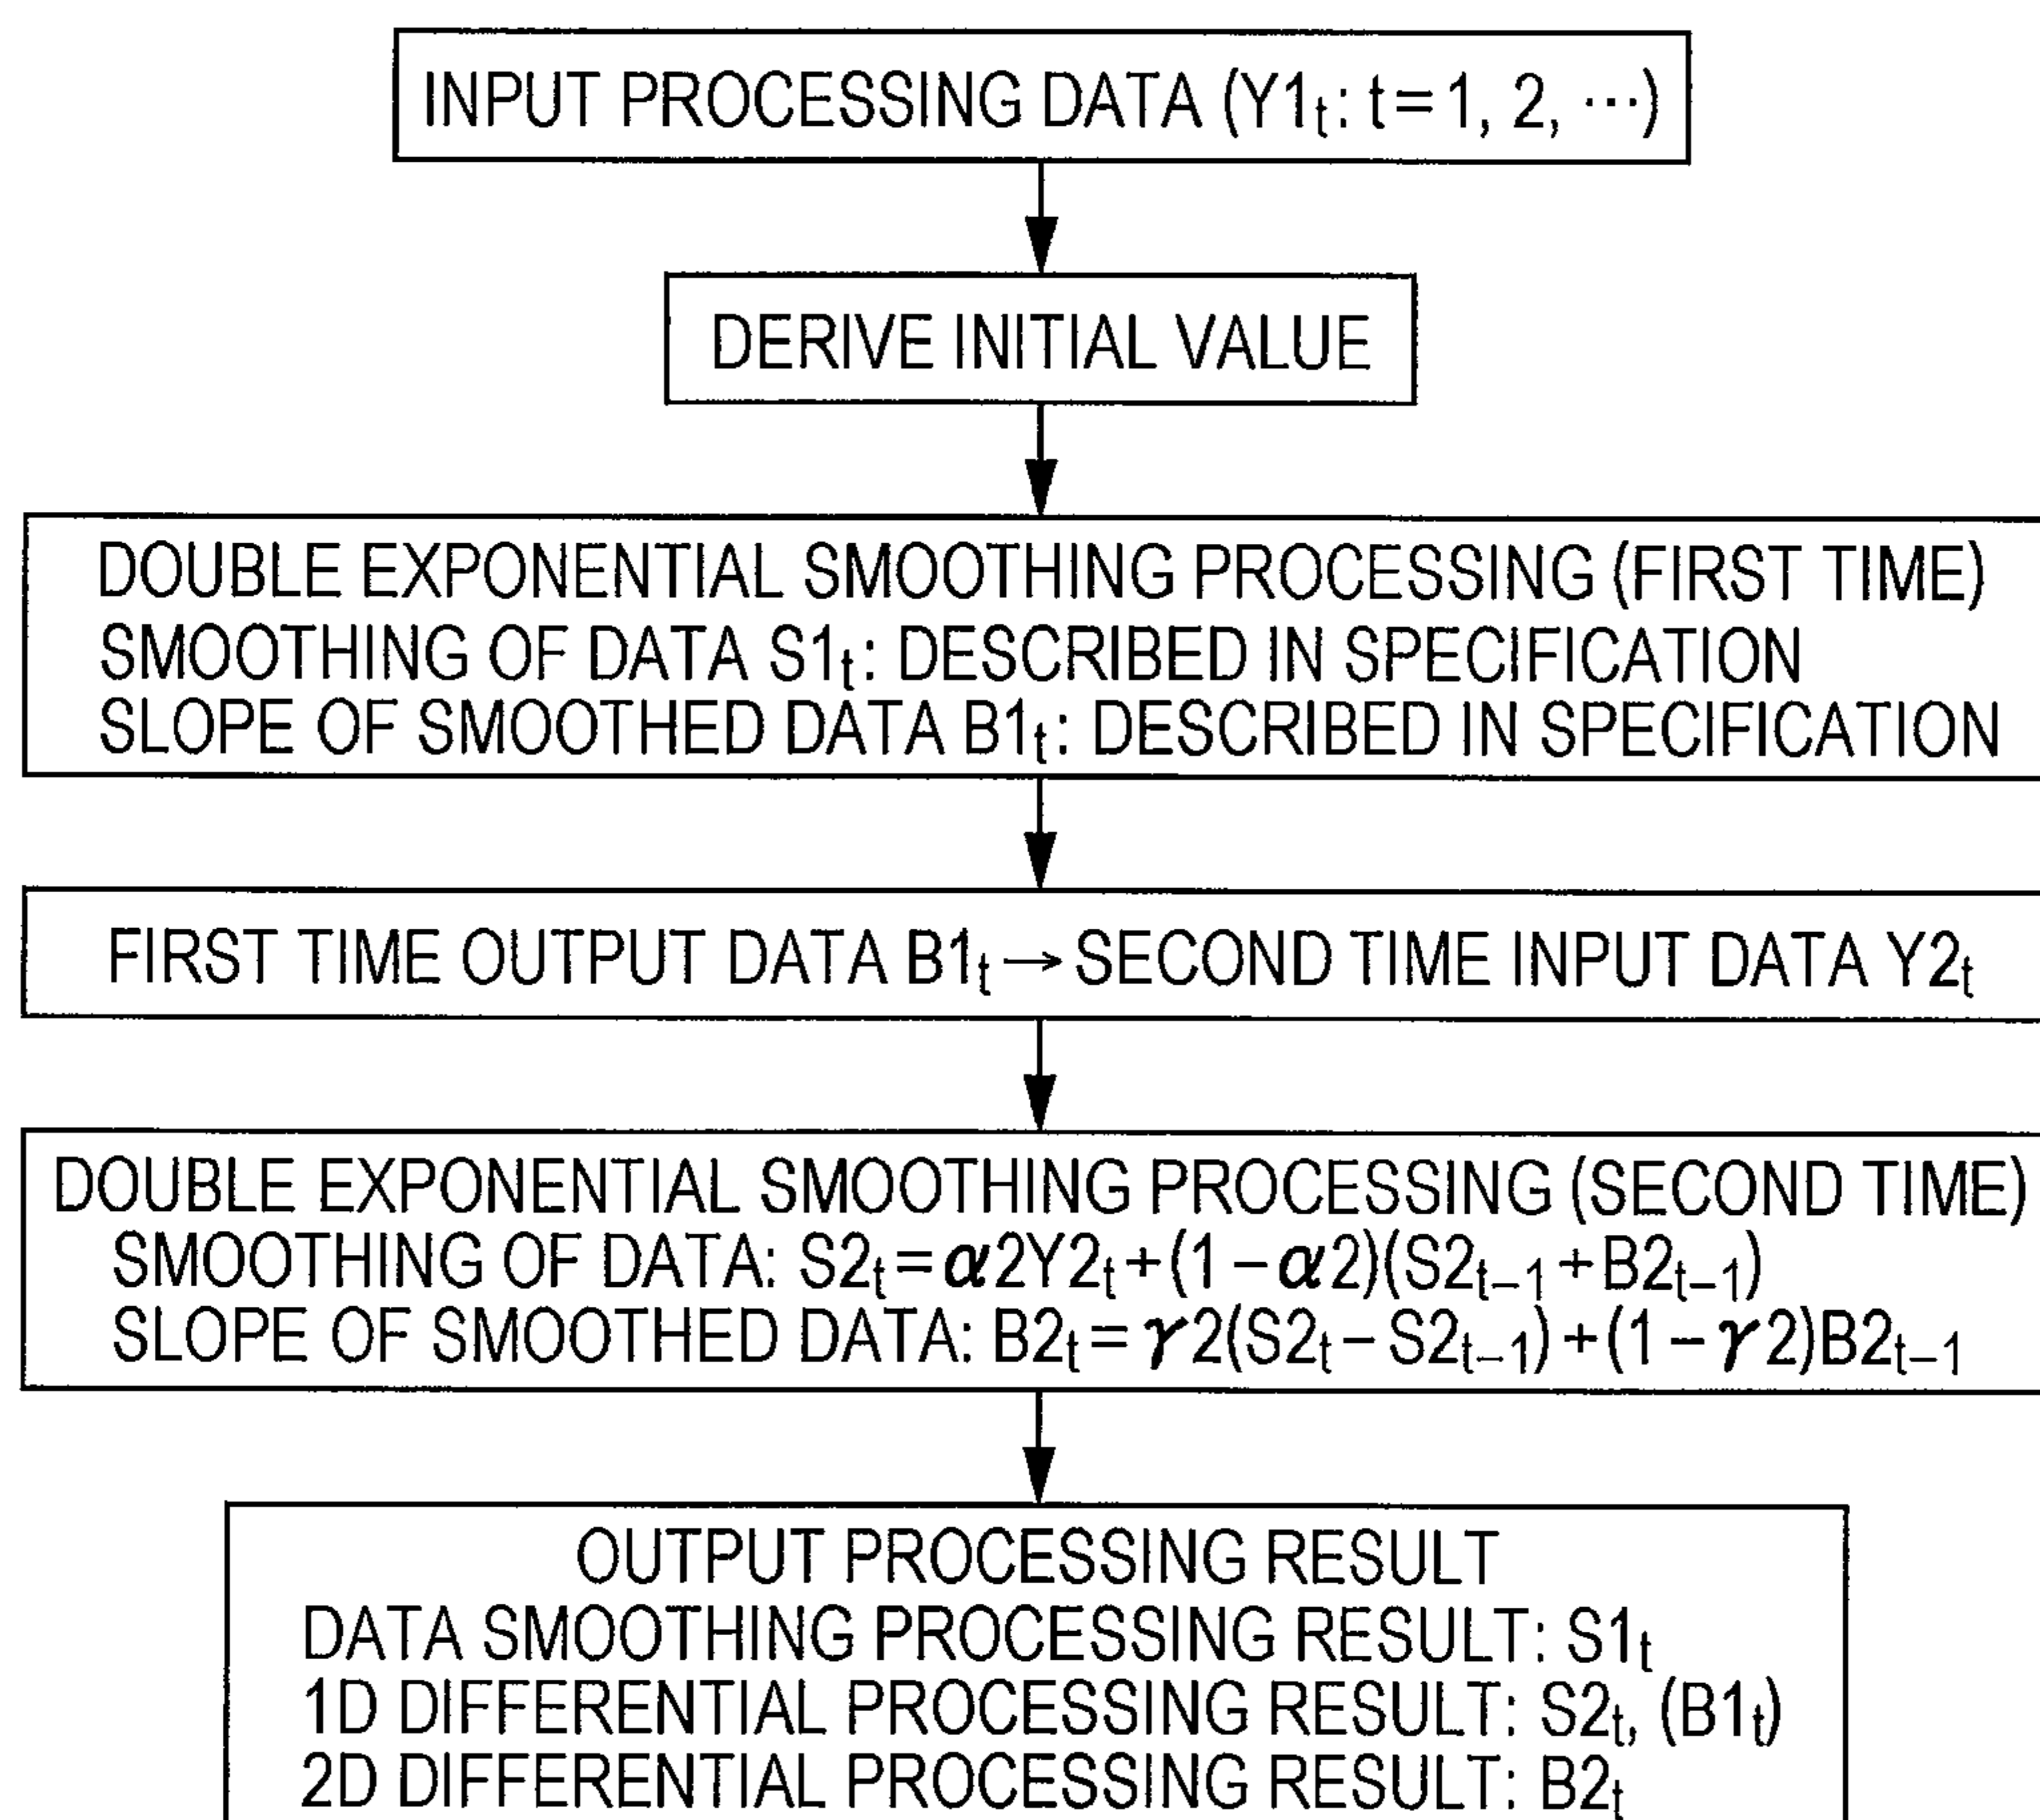 INPUT PROCESSING DATA (Y1ₜ: t=1, 2, ⋯)
DERIVE INITIAL VALUE
DOUBLE EXPONENTIAL SMOOTHING PROCESSING (FIRST TIME)
SMOOTHING OF DATA S1ₜ: DESCRIBED IN SPECIFICATION
SLOPE OF SMOOTHED DATA B1ₜ: DESCRIBED IN SPECIFICATION
FIRST TIME OUTPUT DATA B1ₜ→SECOND TIME INPUT DATA Y2ₜ
DOUBLE EXPONENTIAL SMOOTHING PROCESSING (SECOND TIME)
SMOOTHING OF DATA: S2ₜ=α2Y2ₜ+(1-α2)(S2ₜ₋₁+B2ₜ₋₁)
SLOPE OF SMOOTHED DATA: B2ₜ=γ2(S2ₜ-S2ₜ₋₁)+(1-γ2)B2ₜ₋₁
OUTPUT PROCESSING RESULT
DATA SMOOTHING PROCESSING RESULT: S1ₜ
1D DIFFERENTIAL PROCESSING RESULT: S2ₜ, (B1ₜ)
2D DIFFERENTIAL PROCESSING RESULT: B2ₜ